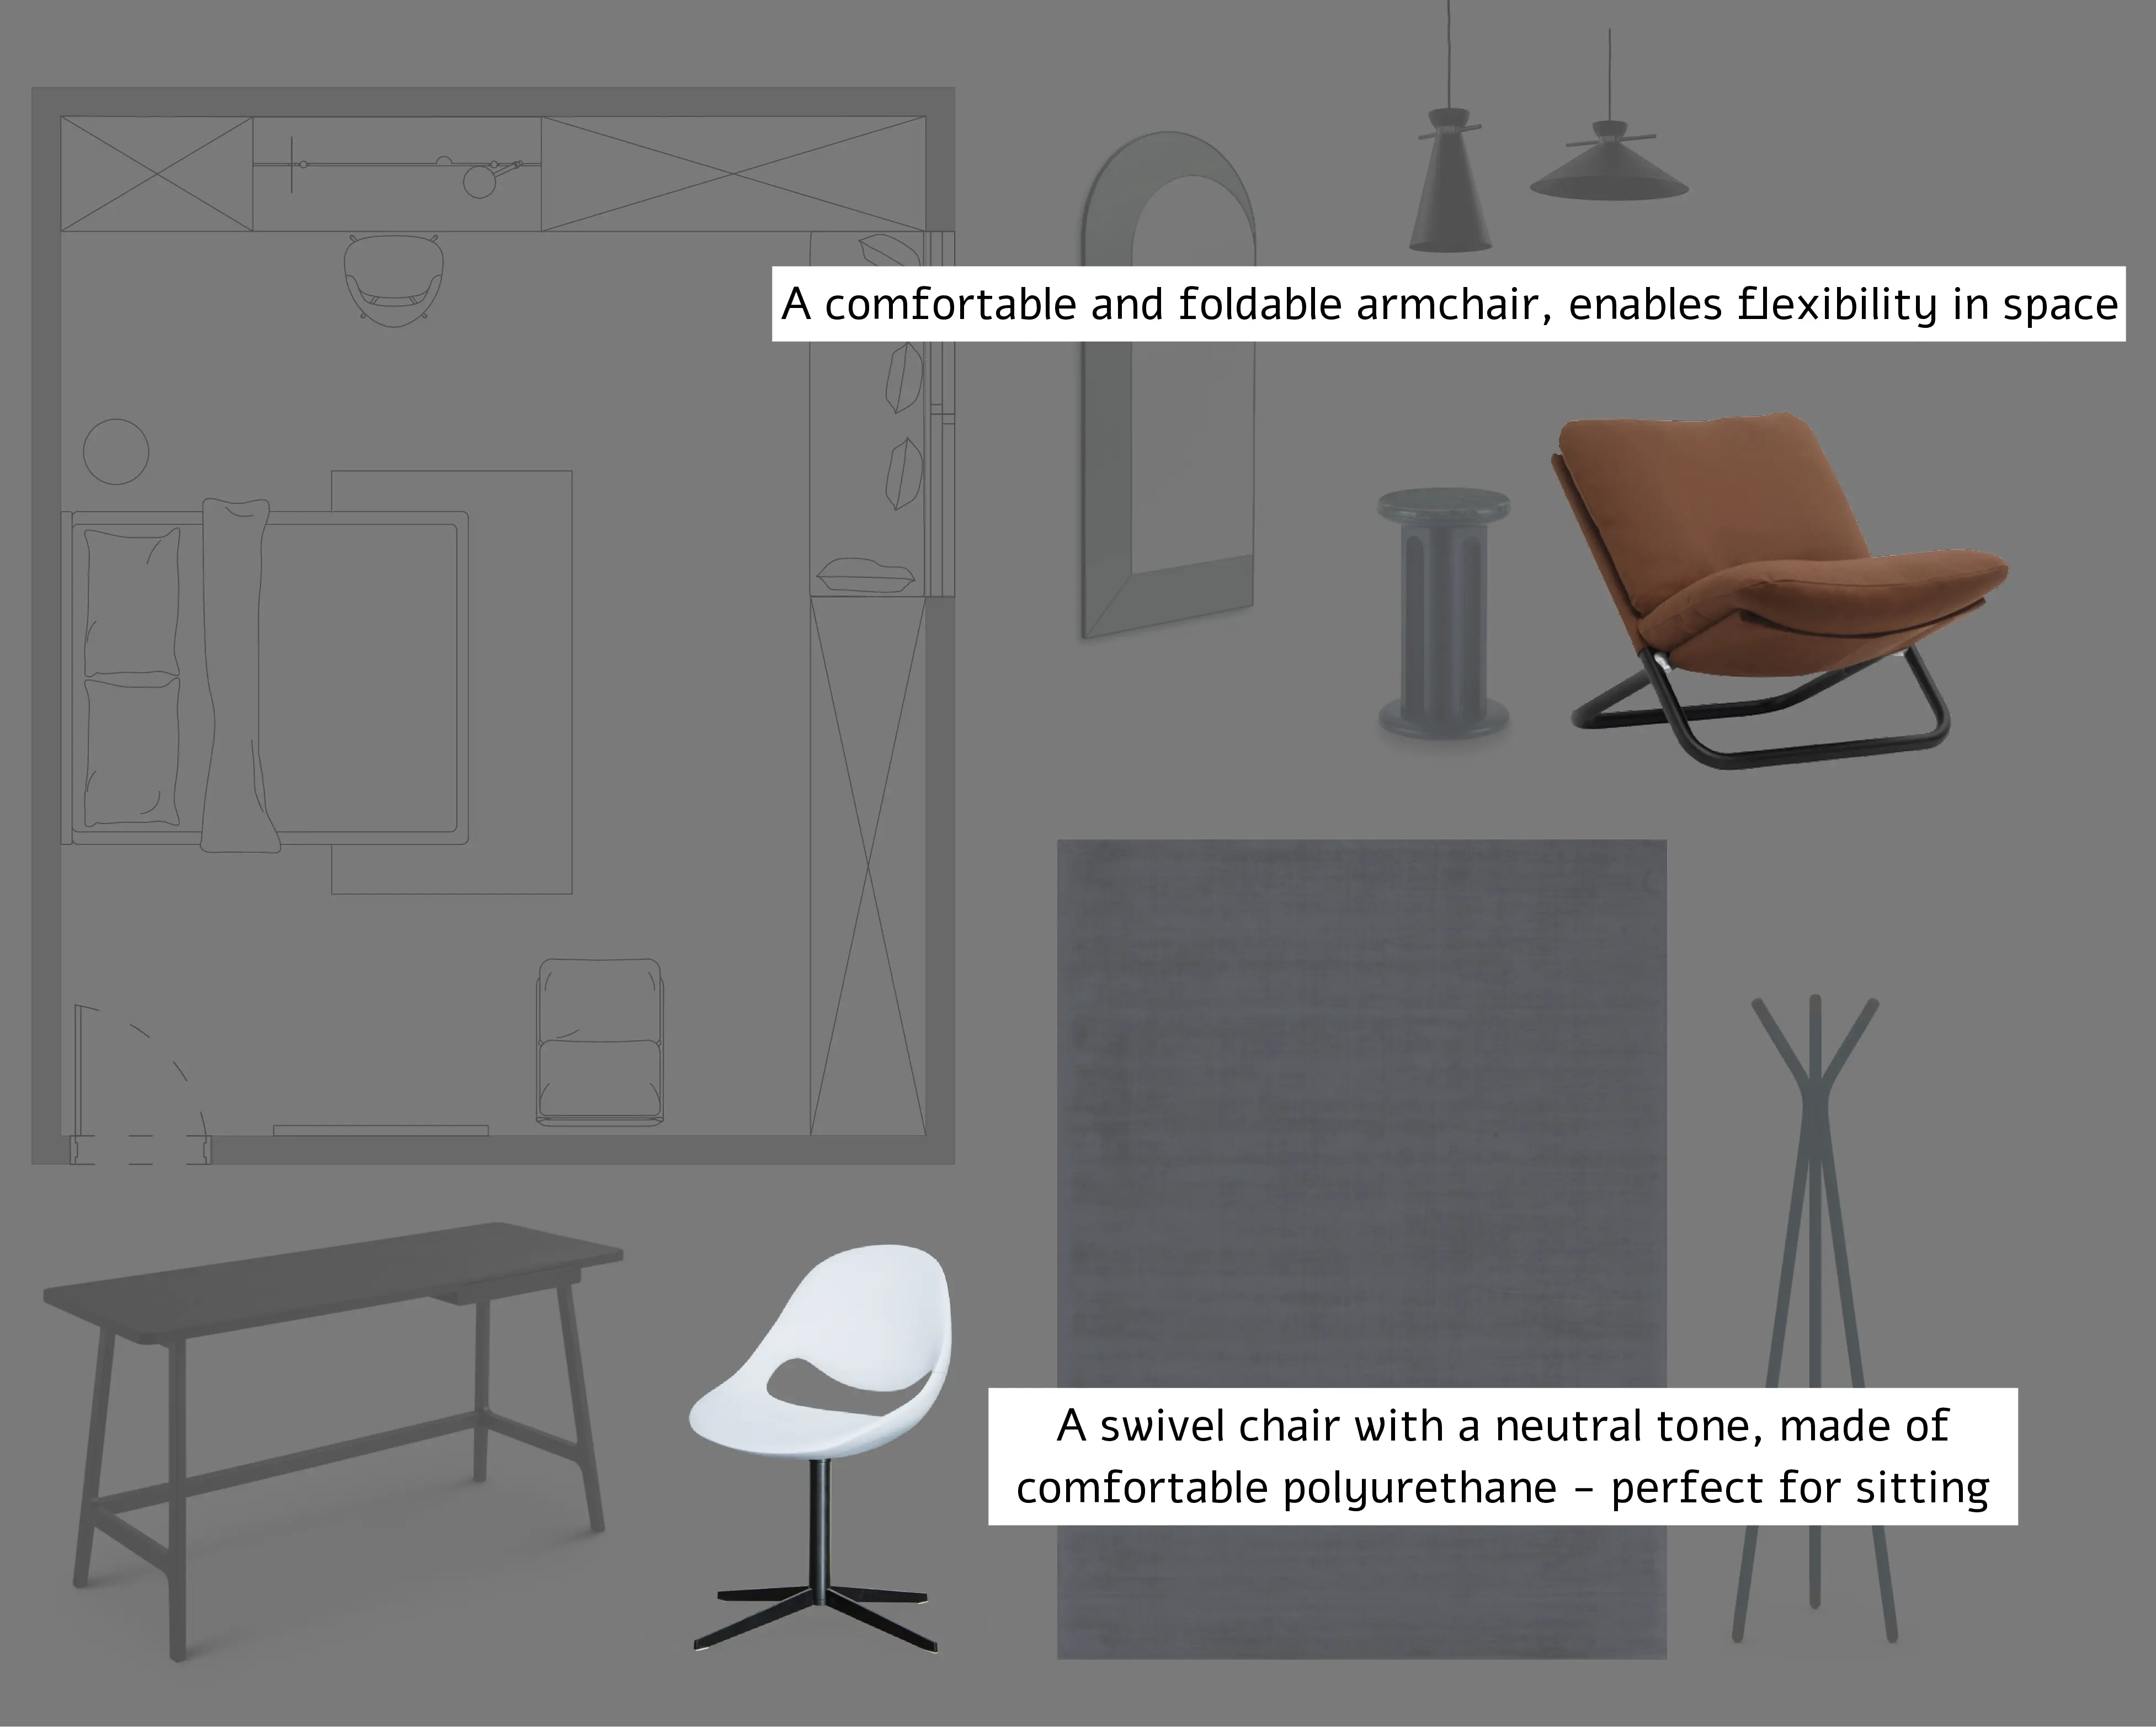 A comfortable and foldable armchair, enables flexibility in space
A swivel chair with a neutral tone, made of
comfortable polyurethane - perfect for sitting